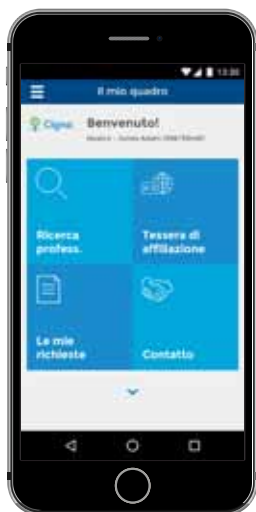 Il mio quadro
Cigna
Benvenuto!
Ricerca
profess.
Tessera di
affiliazione
Le mie
richieste
Contatto